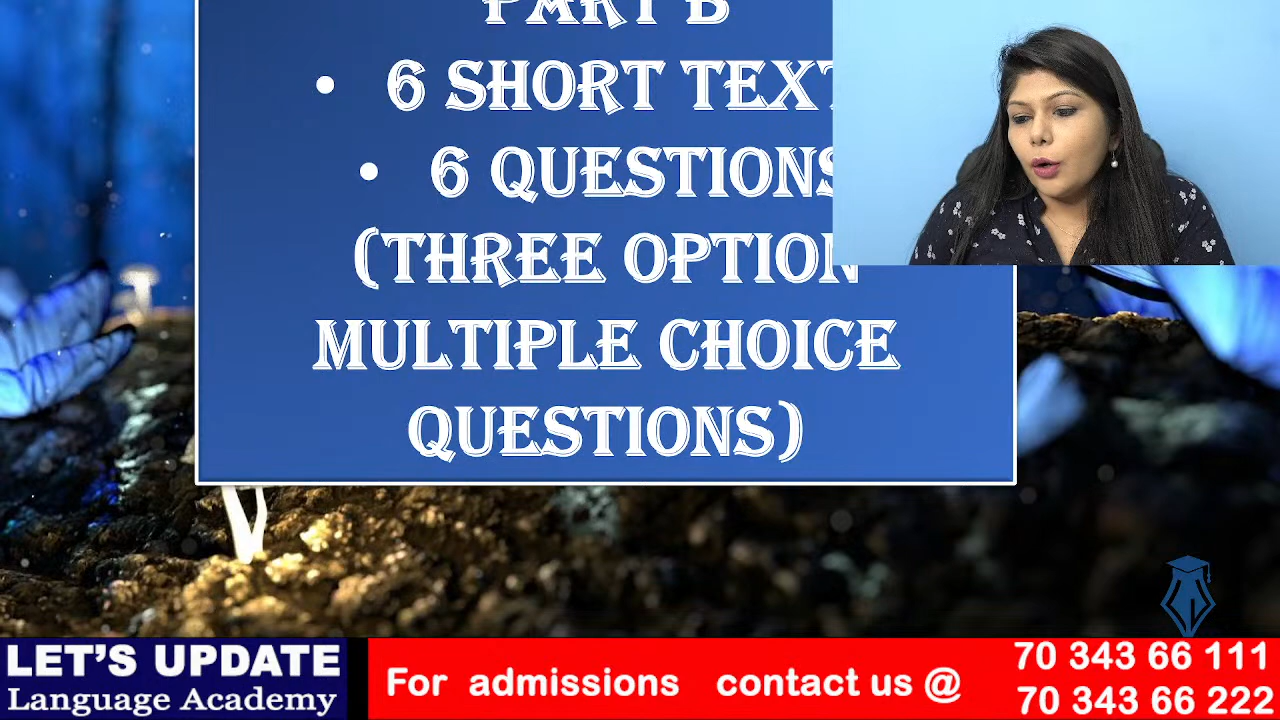 PART B
• 6 SHORT TEXT
• 6 QUESTIONS
(THREE OPTION
MULTIPLE CHOICE
QUESTIONS)
LET'S UPDATE
Language Academy
For admissions contact us @
70 343 66 111
70 343 66 222